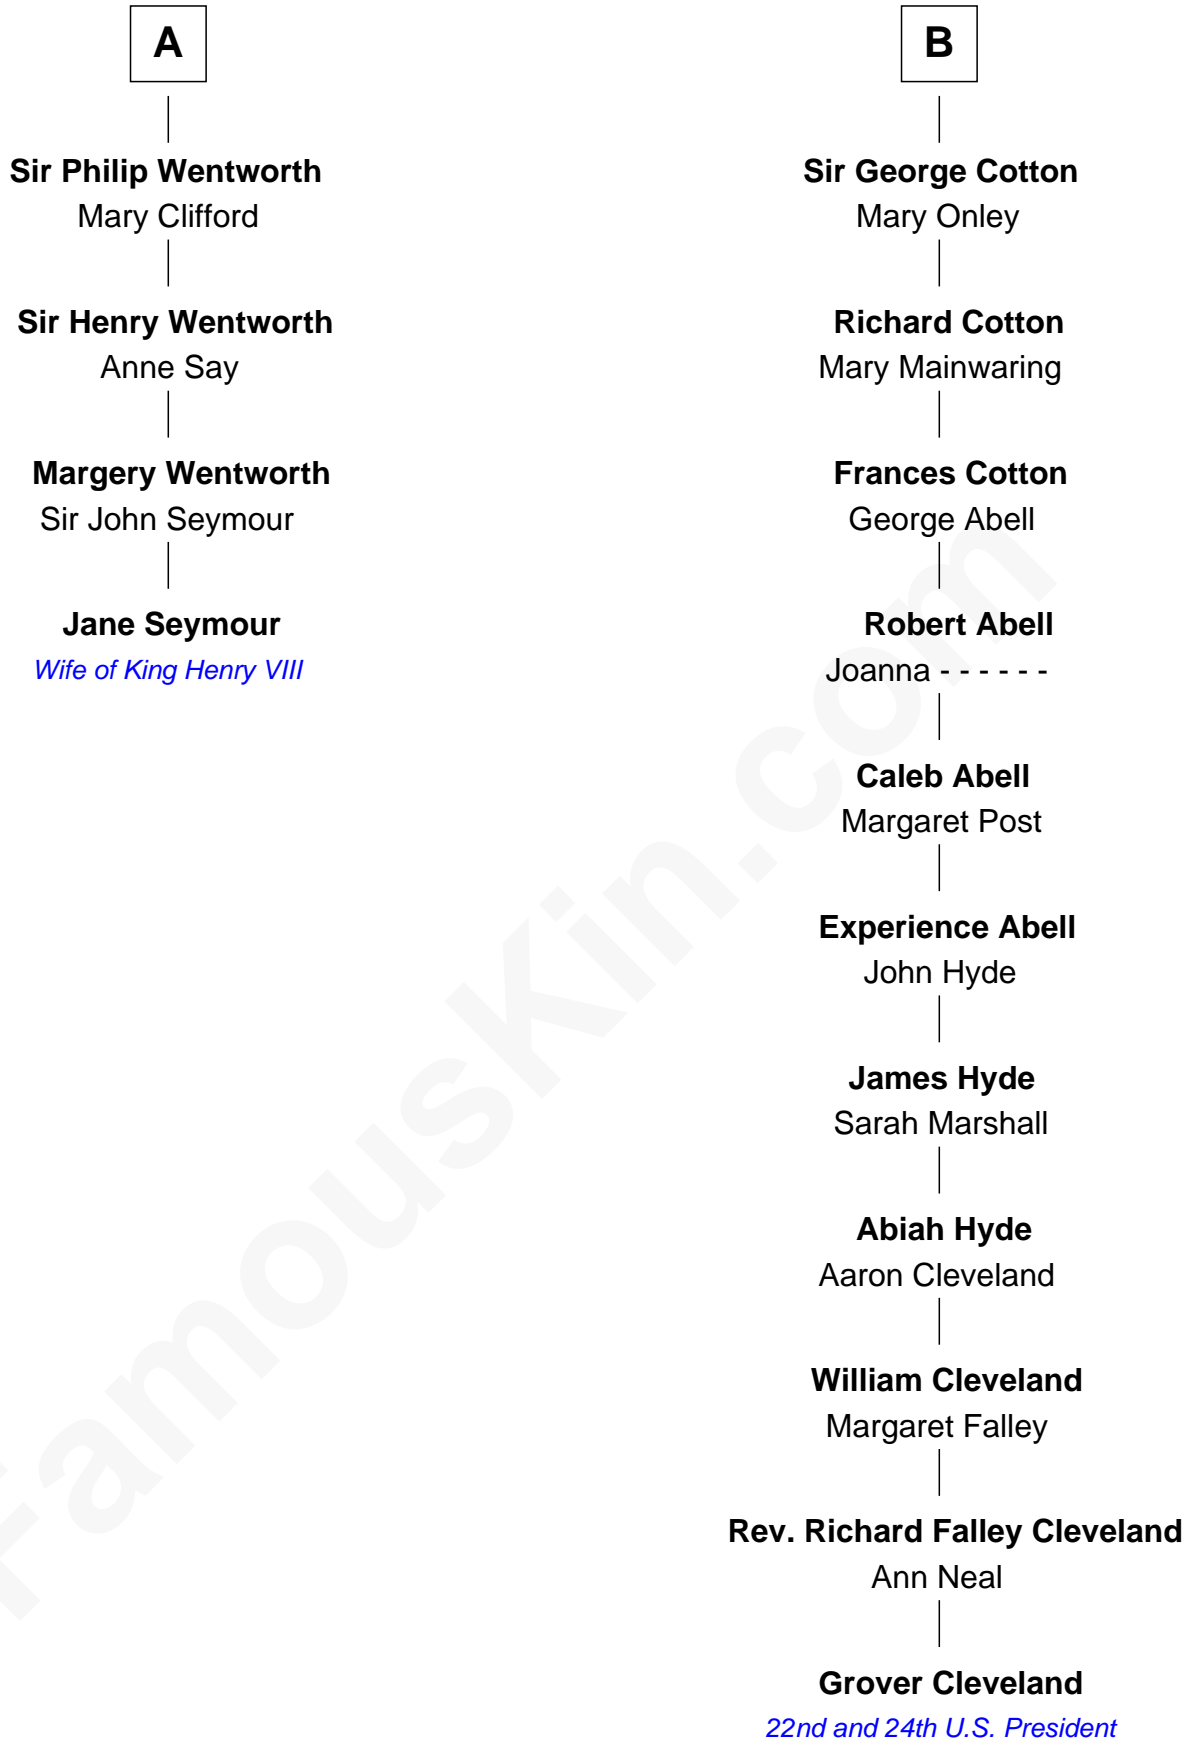 A
Sir Philip Wentworth
Mary Clifford
Sir Henry Wentworth
Anne Say
Margery Wentworth
Sir John Seymour
Jane Seymour
Wife of King Henry VIII
B
Sir George Cotton
Mary Onley
Richard Cotton
Mary Mainwaring
Frances Cotton
George Abell
Robert Abell
Joanna - - - - - -
Caleb Abell
Margaret Post
Experience Abell
John Hyde
James Hyde
Sarah Marshall
Abiah Hyde
Aaron Cleveland
William Cleveland
Margaret Falley
Rev. Richard Falley Cleveland
Ann Neal
Grover Cleveland
22nd and 24th U.S. President
FamousKin.com